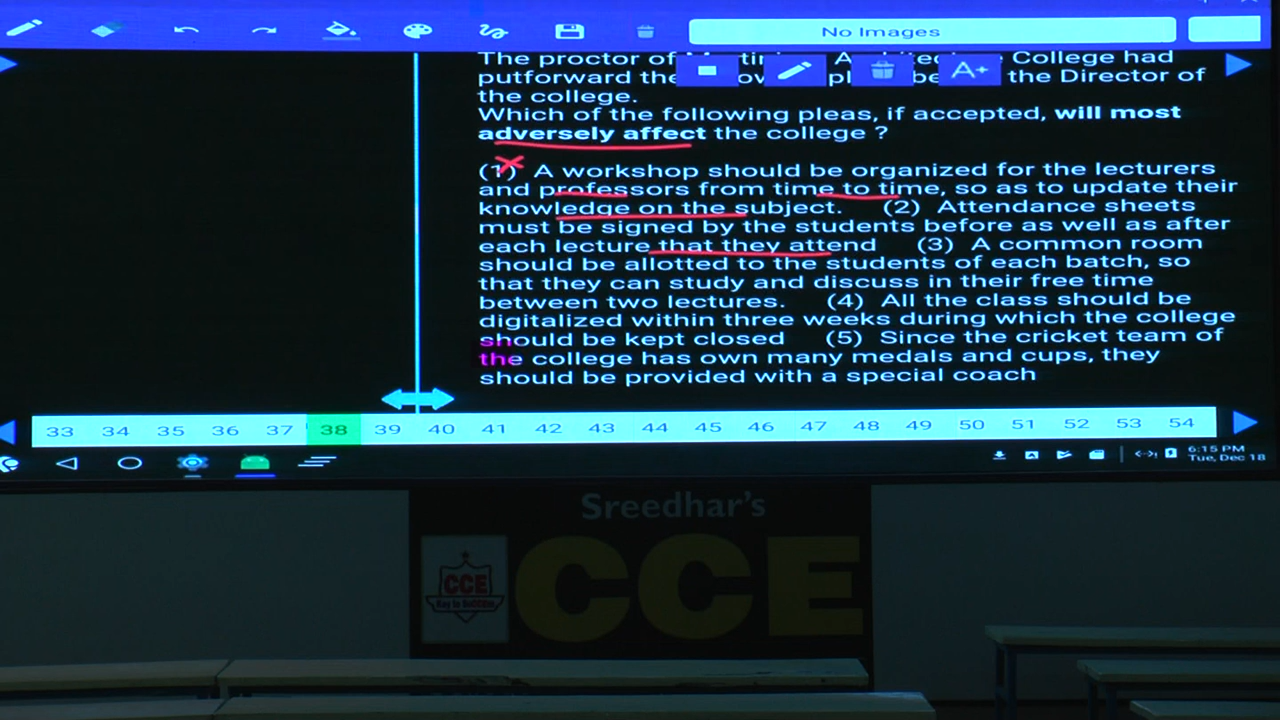 No Images
The proctor of College had
putforward the the Director of
the college.
Which of the following pleas, if accepted, will most
adversely affect the college ?
(1) A workshop should be organized for the lecturers
and professors from time to time, so as to update their
knowledge on the subject. (2) Attendance sheets
must be signed by the students before as well as after
each lecture that they attend (3) A common room
should be allotted to the students of each batch, so
that they can study and discuss in their free time
between two lectures. (4) All the class should be
digitalized within three weeks during which the college
should be kept closed (5) Since the cricket team of
the college has own many medals and cups, they
should be provided with a special coach
A+
33 34 35 36 37 38 39 40 41 42 43 44 45 46 47 48 49 50 51 52 53 54
6:15 PM
Tue, Dec 18
Sreedhar's
CCE
CCE
Key to Success